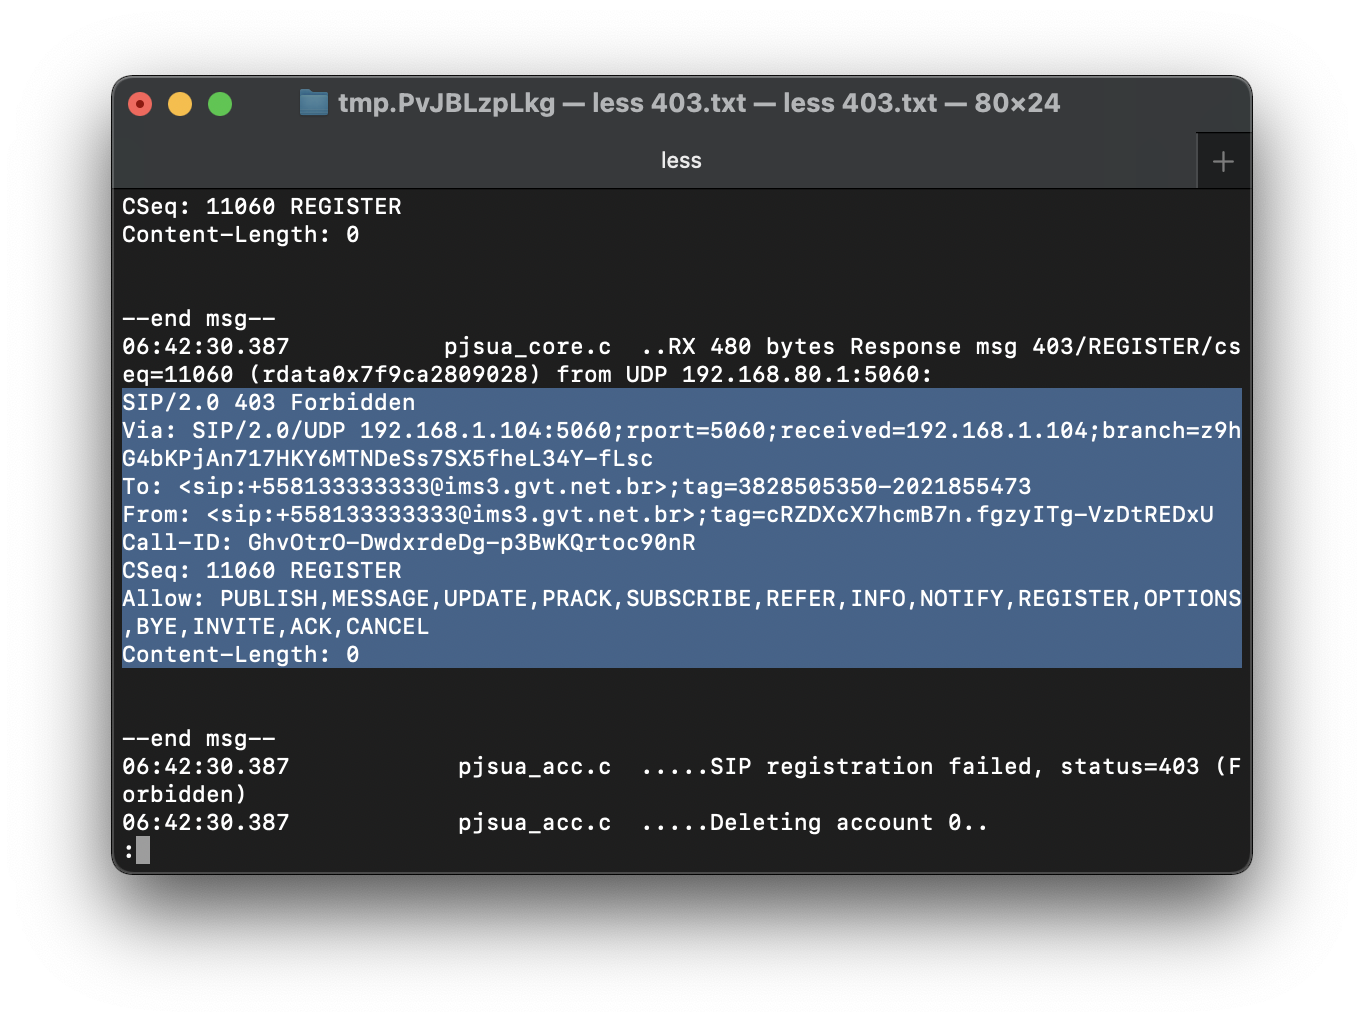 tmp.PvJBLzpLkg — less 403.txt — less 403.txt — 80×24
less
CSeq: 11060 REGISTER
Content-Length: 0
--end msg--
06:42:30.387           pjsua_core.c  ..RX 480 bytes Response msg 403/REGISTER/cs
eq=11060 (rdata0x7f9ca2809028) from UDP 192.168.80.1:5060:
SIP/2.0 403 Forbidden
Via: SIP/2.0/UDP 192.168.1.104:5060;rport=5060;received=192.168.1.104;branch=z9h
G4bKPjAn717HKY6MTNDeSs7SX5fheL34Y-fLsc
To: <sip:+558133333333@ims3.gvt.net.br>;tag=3828505350-2021855473
From: <sip:+558133333333@ims3.gvt.net.br>;tag=cRZDXcX7hcmB7n.fgzyITg-VzDtREDxU
Call-ID: GhvOtrO-DwdxrdeDg-p3BwKQrtoc90nR
CSeq: 11060 REGISTER
Allow: PUBLISH,MESSAGE,UPDATE,PRACK,SUBSCRIBE,REFER,INFO,NOTIFY,REGISTER,OPTIONS
,BYE,INVITE,ACK,CANCEL
Content-Length: 0
--end msg--
06:42:30.387            pjsua_acc.c  .....SIP registration failed, status=403 (F
orbidden)
06:42:30.387            pjsua_acc.c  .....Deleting account 0..
: